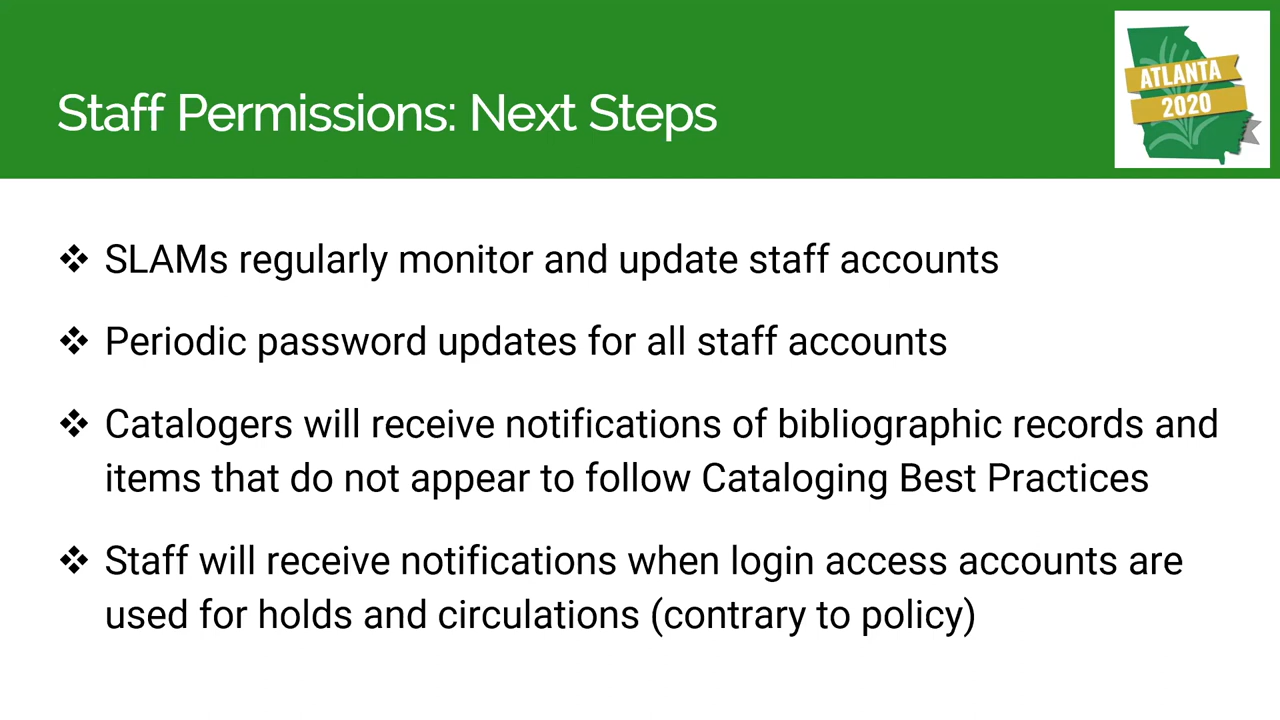 Staff Permissions: Next Steps
ATLANTA
2020
❖ SLAMs regularly monitor and update staff accounts
❖ Periodic password updates for all staff accounts
❖ Catalogers will receive notifications of bibliographic records and
items that do not appear to follow Cataloging Best Practices
❖ Staff will receive notifications when login access accounts are
used for holds and circulations (contrary to policy)